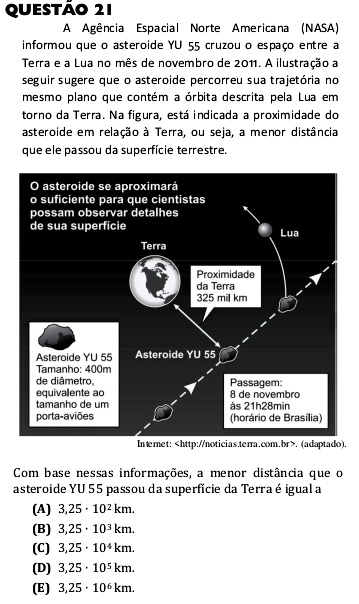 QUESTÃO 21
A Agência Espacial Norte Americana (NASA)
informou que o asteroide YU 55 cruzou o espaço entre a
Terra e a Lua no mês de novembro de 2011. A ilustração a
seguir sugere que o asteroide percorreu sua trajetória no
mesmo plano que contém a órbita descrita pela Lua em
torno da Terra. Na figura, está indicada a proximidade do
asteroide em relação à Terra, ou seja, a menor distância
que ele passou da superfície terrestre.
O asteroide se aproximará
o suficiente para que cientistas
possam observar detalhes
de sua superfície
Lua
Terra
Proximidade
da Terra
325 mil km
Asteroide YU 55
Asteroide YU 55
Tamanho: 400m
de diâmetro,
equivalente ao
tamanho de um
porta-aviões
Passagem:
8 de novembro
às 21h28min
(horário de Brasília)
Internet: <http://noticias.terra.com.br>. (adaptado).
Com base nessas informações, a menor distância que o
asteroide YU 55 passou da superfície da Terra é igual a
(A) 3,25 · 10² km.
(B) 3,25 · 10³ km.
(C) 3,25 · 10⁴ km.
(D) 3,25 · 10⁵ km.
(E) 3,25 · 10⁶ km.